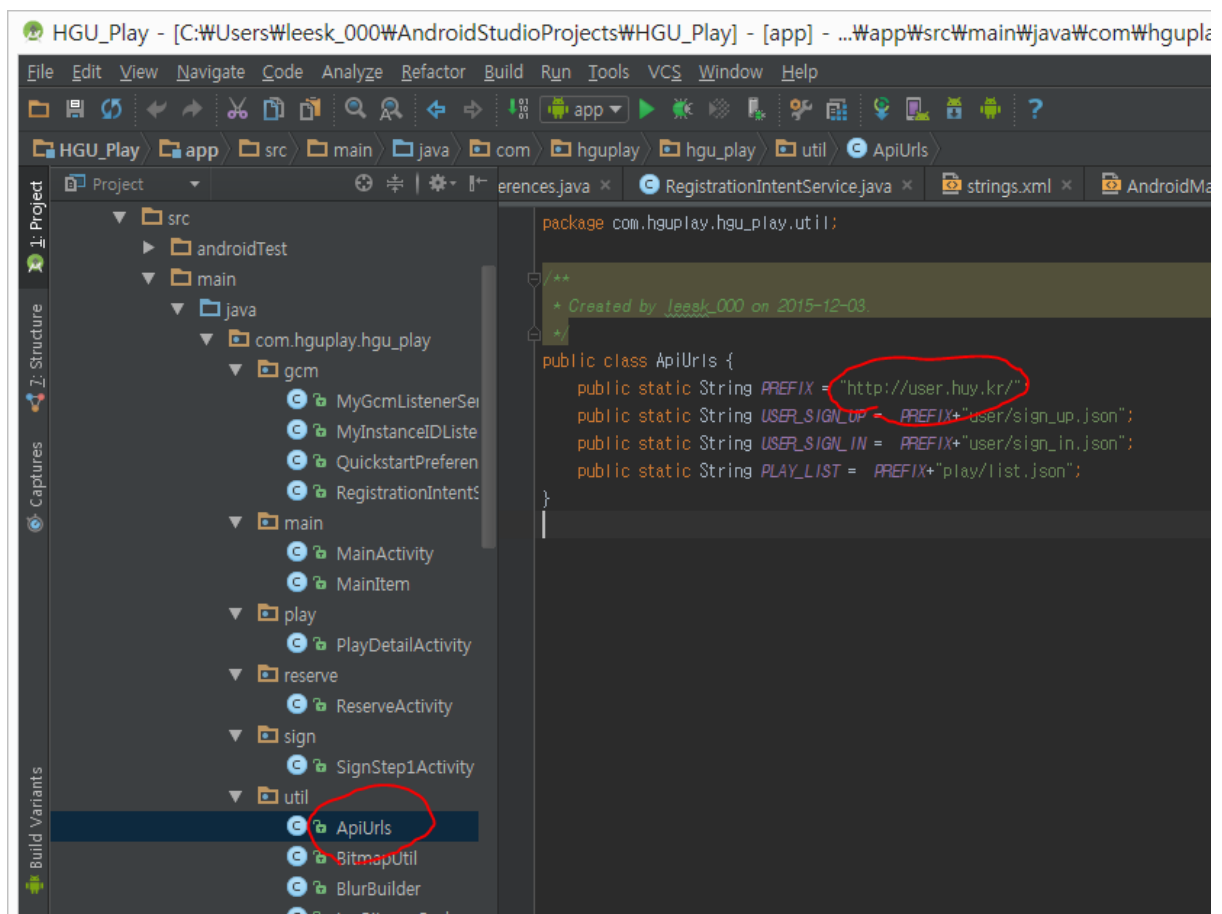 HGU_Play - [C:₩Users₩leesk_000₩AndroidStudioProjects₩HGU_Play] - [app] - ...₩app₩src₩main₩java₩com₩hgupla
File Edit View Navigate Code Analyze Refactor Build Run Tools VCS Window Help
app
HGU_Play app src main java com hguplay hgu_play util ApiUrls
Project
erences.java RegistrationIntentService.java strings.xml AndroidMa
1: Project
7: Structure
Captures
Build Variants
src
androidTest
main
java
com.hguplay.hgu_play
gcm
MyGcmListenerSe
MyInstanceIDListe
QuickstartPreferen
RegistrationIntentS
main
MainActivity
MainItem
play
PlayDetailActivity
reserve
ReserveActivity
sign
SignStep1Activity
util
ApiUrls
BitmapUtil
BlurBuilder
package com.hguplay.hgu_play.util;
/**
* Created by leesk_000 on 2015-12-03.
*/
public class ApiUrls {
public static String PREFIX = "http://user.huy.kr/";
public static String USER_SIGN_UP = PREFIX+"user/sign_up.json";
public static String USER_SIGN_IN = PREFIX+"user/sign_in.json";
public static String PLAY_LIST = PREFIX+"play/list.json";
}